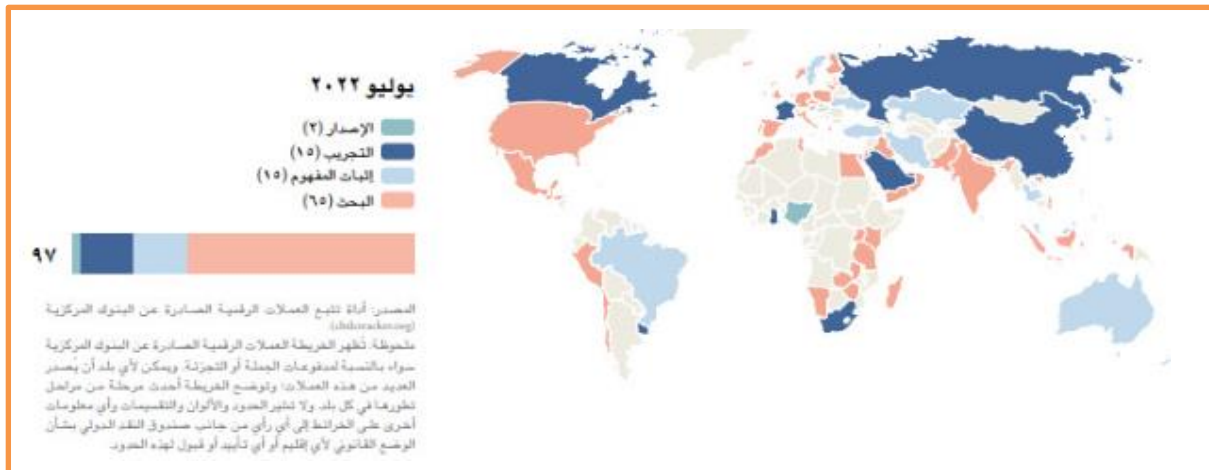 يوليو ٢٠٢٢
الإصدار (٢)
التجريب (١٥)
إثبات المفهوم (١٥)
البحث (٦٥)
٩٧
المصدر: أداة تتبع العملات الرقمية الصادرة عن البنوك المركزية
(cbdctracker.org).
ملحوظة: تُظهر الخريطة العملات الرقمية الصادرة عن البنوك المركزية
سواء بالنسبة لمدفوعات الجملة أو التجزئة. ويمكن لأي بلد أن يُصدر
العديد من هذه العملات؛ وتوضح الخريطة أحدث مرحلة من مراحل
تطورها في كل بلد. ولا تشير الحدود والألوان والتقسيمات وأي معلومات
أخرى على الخرائط إلى أي رأي من جانب صندوق النقد الدولي بشأن
الوضع القانوني لأي إقليم أو أي تأييد أو قبول لهذه الحدود.